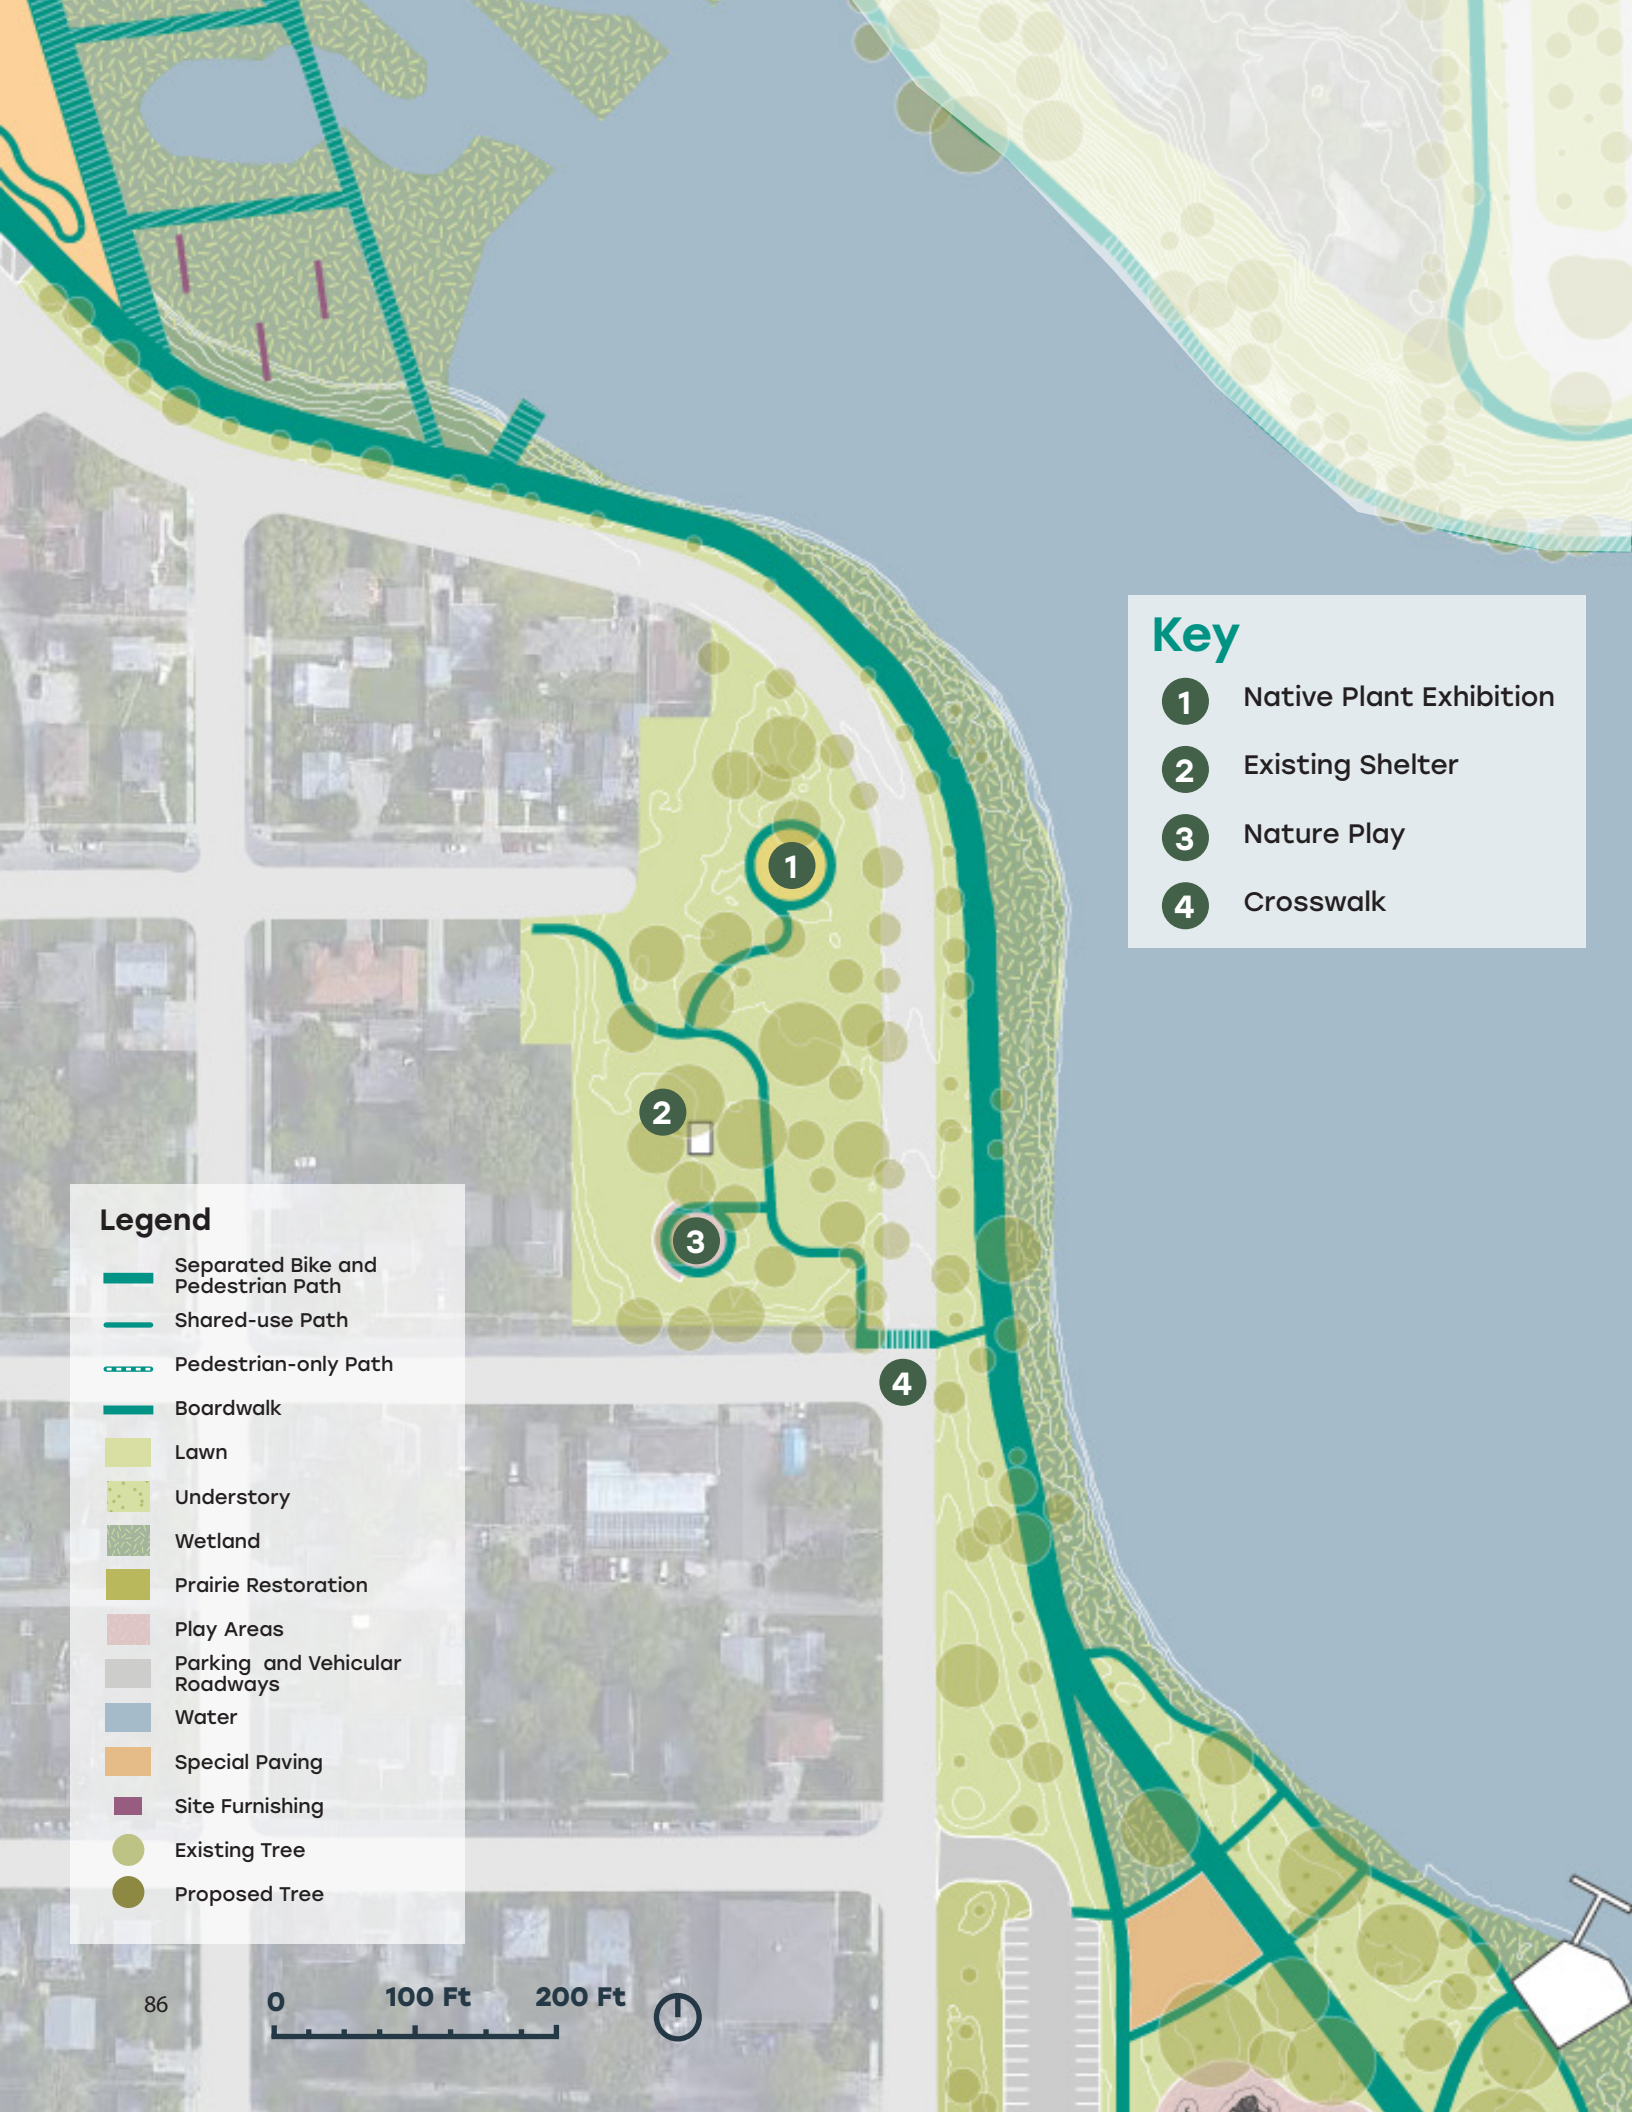 Key
1 Native Plant Exhibition
2 Existing Shelter
3 Nature Play
4 Crosswalk
1
2
3
4
Legend
Separated Bike and
Pedestrian Path
Shared-use Path
Pedestrian-only Path
Boardwalk
Lawn
Understory
Wetland
Prairie Restoration
Play Areas
Parking and Vehicular
Roadways
Water
Special Paving
Site Furnishing
Existing Tree
Proposed Tree
86
0 100 Ft 200 Ft